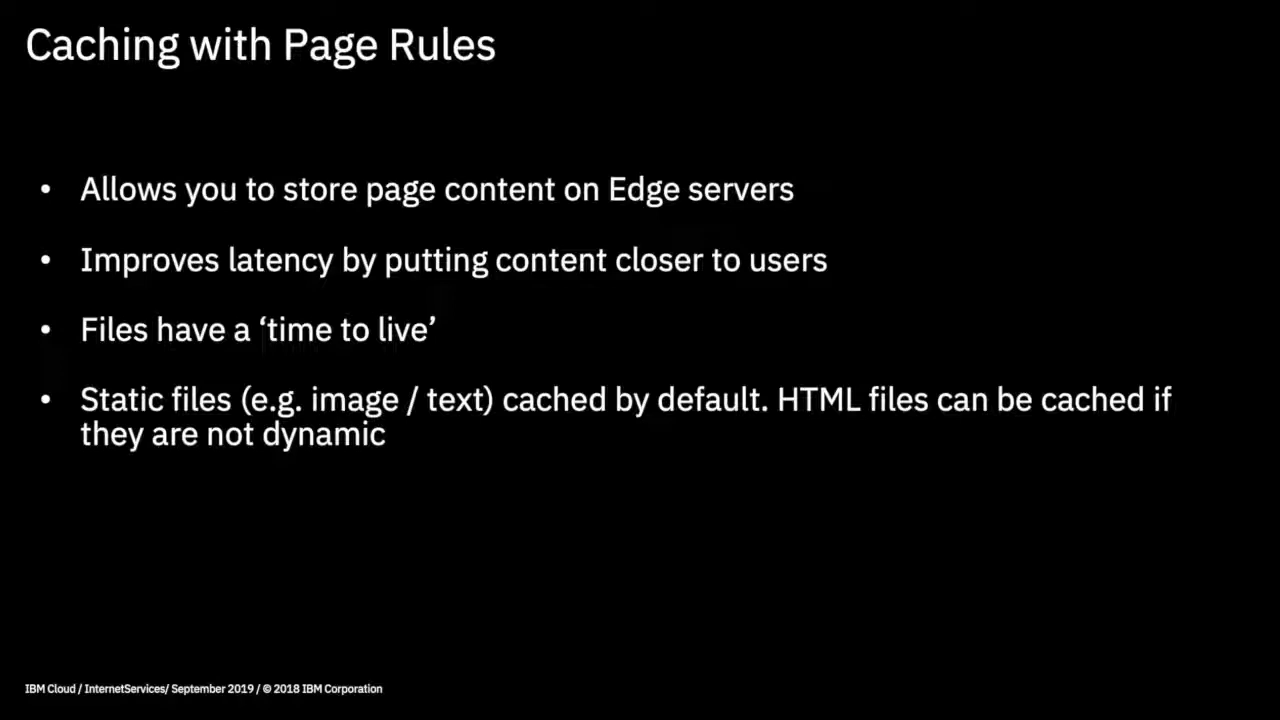 Caching with Page Rules
• Allows you to store page content on Edge servers
• Improves latency by putting content closer to users
• Files have a ‘time to live’
• Static files (e.g. image / text) cached by default. HTML files can be cached if
they are not dynamic
IBM Cloud / InternetServices/ September 2019 / © 2018 IBM Corporation